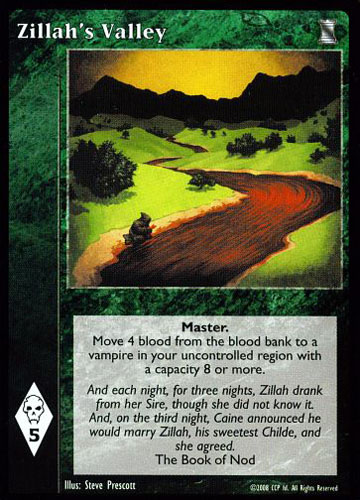 Zillah's Valley
Master.
Move 4 blood from the blood bank to a
vampire in your uncontrolled region with
a capacity 8 or more.
And each night, for three nights, Zillah drank
from her Sire, though she did not know it.
And, on the third night, Caine announced he
would marry Zillah, his sweetest Childe, and
she agreed.
The Book of Nod
5
Illus: Steve Prescott
©2008 CCP hf. All Rights Reserved